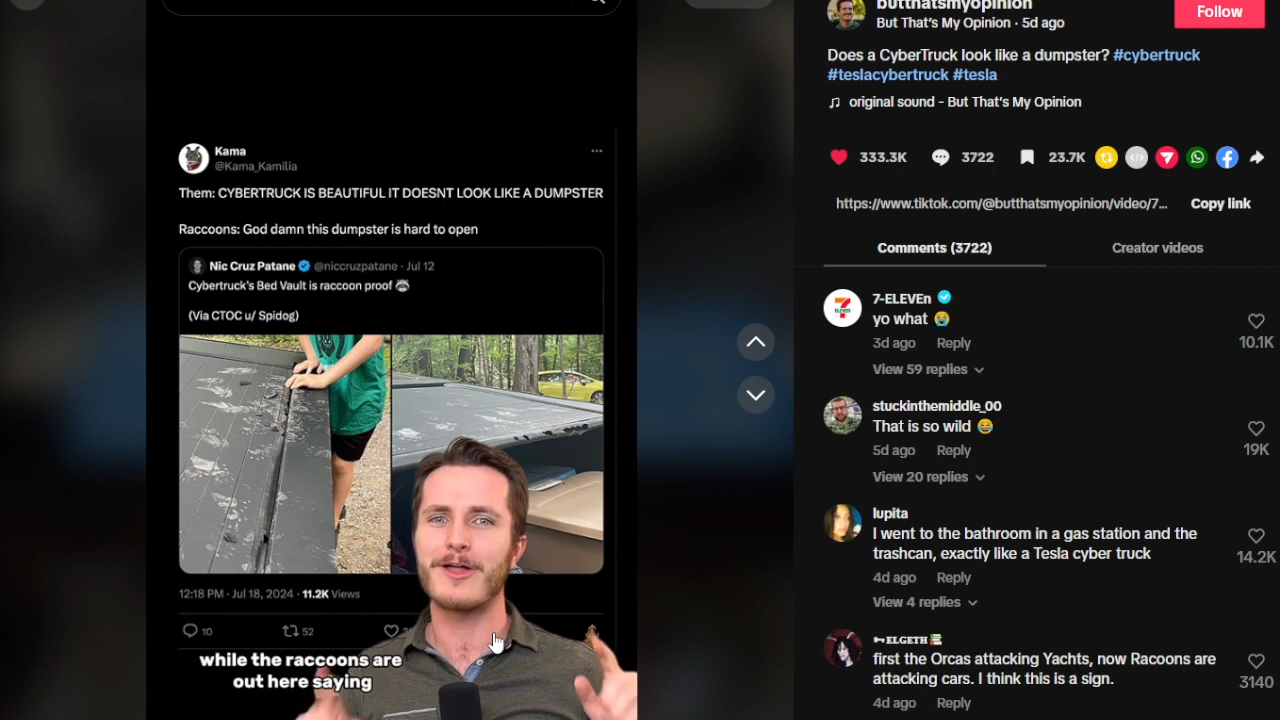 butthatsmyopinion
But That's My Opinion · 5d ago
Follow
Does a CyberTruck look like a dumpster? #cybertruck
#teslacybertruck #tesla
original sound - But That's My Opinion
333.3K
3722
23.7K
https://www.tiktok.com/@butthatsmyopinion/video/7...
Copy link
Comments (3722)
Creator videos
7-ELEVEn
yo what 😭
3d ago Reply
10.1K
View 59 replies
stuckinthemiddle_00
That is so wild 😂
5d ago Reply
19K
View 20 replies
lupita
I went to the bathroom in a gas station and the
trashcan, exactly like a Tesla cyber truck
4d ago Reply
14.2K
View 4 replies
ELGETH
first the Orcas attacking Yachts, now Racoons are
attacking cars. I think this is a sign.
4d ago Reply
3140
Kama
@Kama_Kamilia
Them: CYBERTRUCK IS BEAUTIFUL IT DOESNT LOOK LIKE A DUMPSTER
Raccoons: God damn this dumpster is hard to open
Nic Cruz Patane @niccruzpatane · Jul 12
Cybertruck's Bed Vault is raccoon proof 🦝
(Via CTOC u/ Spidog)
12:18 PM · Jul 18, 2024 · 11.2K Views
10
52
while the raccoons are
out here saying